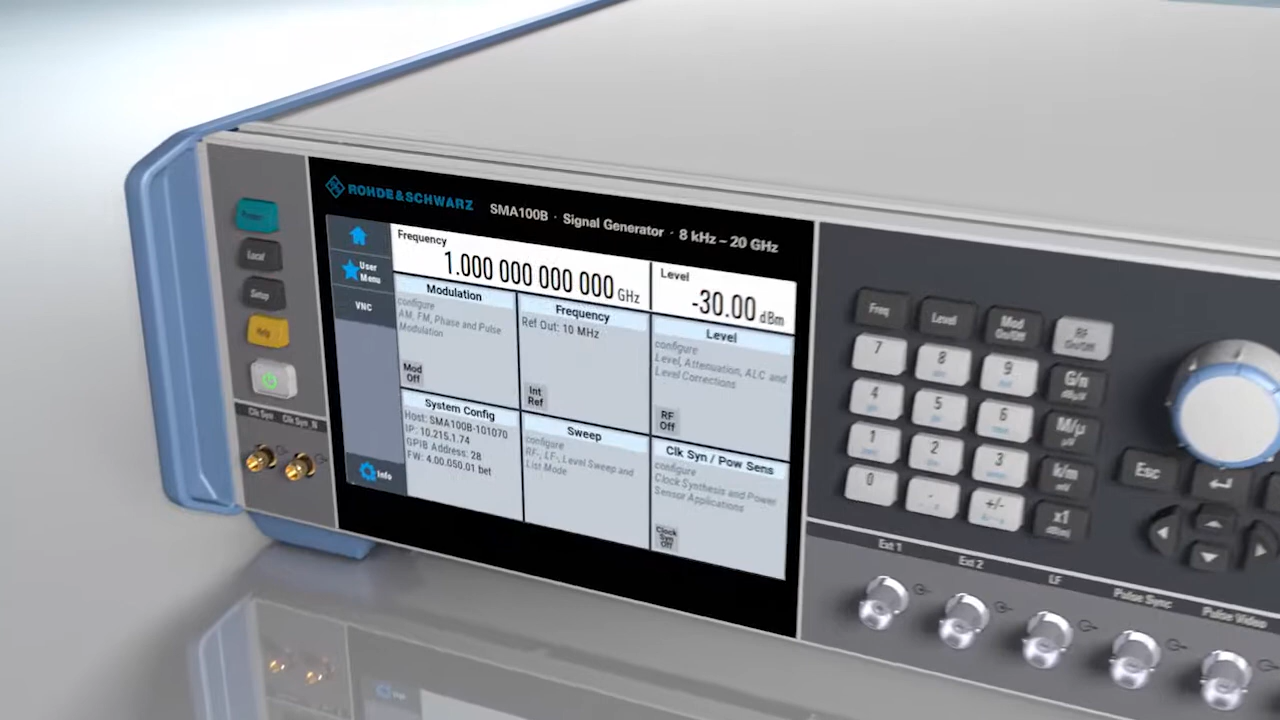 ROHDE & SCHWARZ
SMA100B · Signal Generator · 8 kHz – 20 GHz
User
Menu
VNC
Info
Frequency
1.000 000 000 000 GHz
Level
-30.00 dBm
Modulation
configure
AM, FM, Phase and Pulse
Modulation
Mod
Off
Frequency
Ref Out: 10 MHz
Int
Ref
Level
configure
Level, Attenuation, ALC and
Level Corrections
RF
Off
System Config
Host: SMA100B-101070
IP: 10.215.1.74
GPIB Address: 28
FW: 4.00.050.01 bet
Sweep
configure
RF-, LF-, Level Sweep and
List Mode
Clk Syn / Pow Sens
configure
Clock Synthesis and Power
Sensor Applications
Clock
Syn
Off
Preset
Local
Setup
Help
Clk Syn
Clk Syn_N
Freq
Level
Mod
On/Off
RF
On/Off
7
8
9
G/n
dBµV
4
5
6
M/µ
µV
1
2
3
k/m
mV
0
.
+/-
x1
Esc
Ext 1
Ext 2
LF
Pulse Sync
Pulse Video